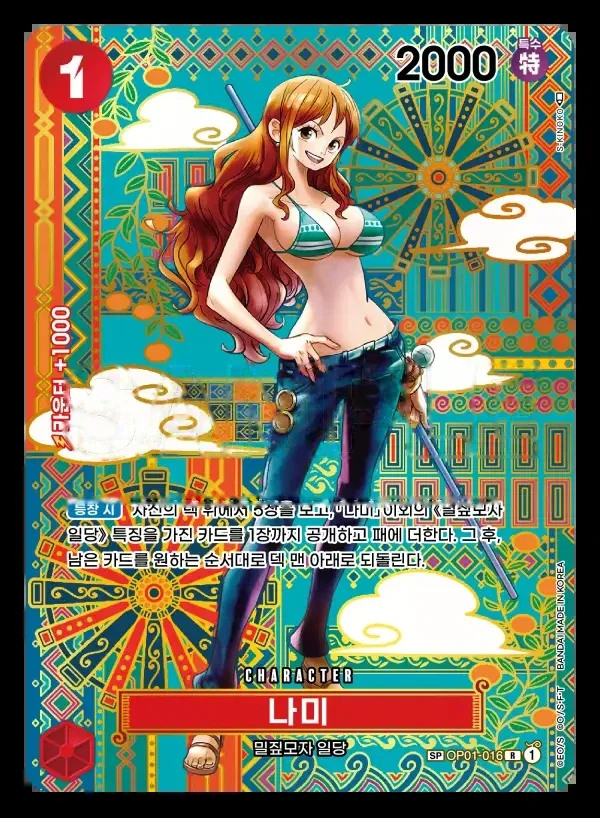 1
2000
특수
特
S-KINOKO
카운터 +1000
등장 시 자신의 덱 위에서 5장을 보고, 「나미」 이외의 《밀짚모자
일당》 특징을 가진 카드를 1장까지 공개하고 패에 더한다. 그 후,
남은 카드를 원하는 순서대로 덱 맨 아래로 되돌린다.
CHARACTER
나미
밀짚모자 일당
SP OP01-016 R 1
©EO/S ©O/S·F·T BANDAI MADE IN KOREA